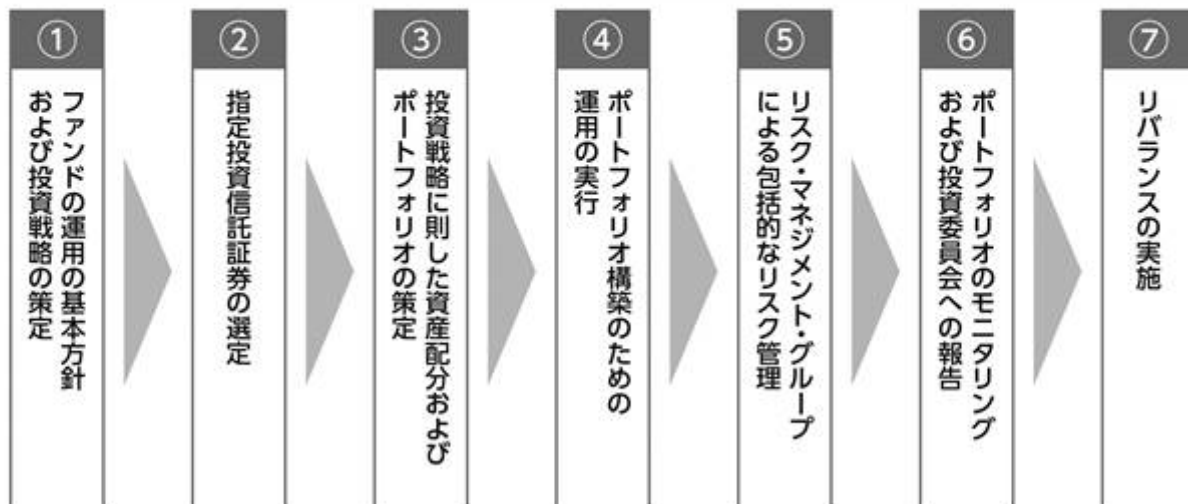 ①
ファンドの運用の基本方針
および投資戦略の策定
②
指定投資信託証券の選定
③
投資戦略に則した資産配分および
ポートフォリオの策定
④
ポートフォリオ構築のための
運用の実行
⑤
リスク・マネジメント・グループ
による包括的なリスク管理
⑥
ポートフォリオのモニタリング
および投資委員会への報告
⑦
リバランスの実施